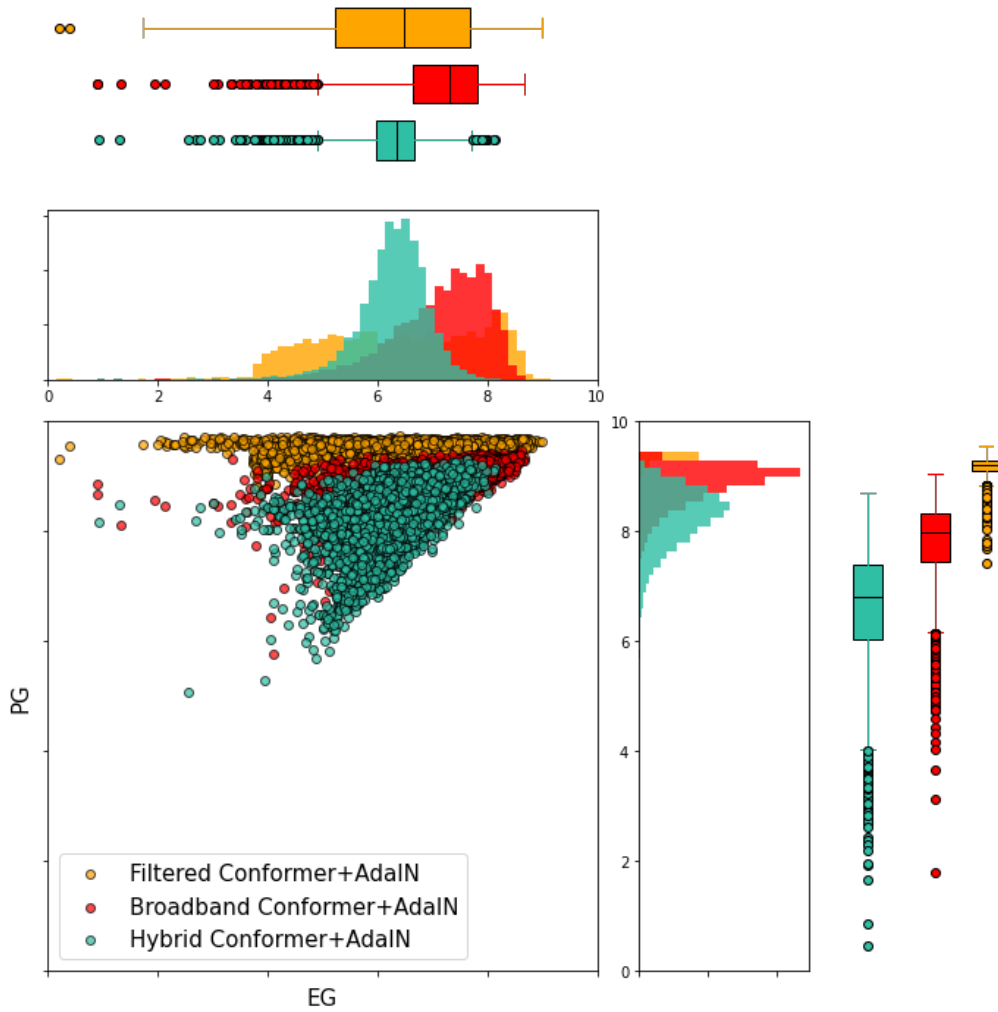 0 2 4 6 8 10
10
8
6
4
2
0
PG
Filtered Conformer+AdaIN
Broadband Conformer+AdaIN
Hybrid Conformer+AdaIN
EG